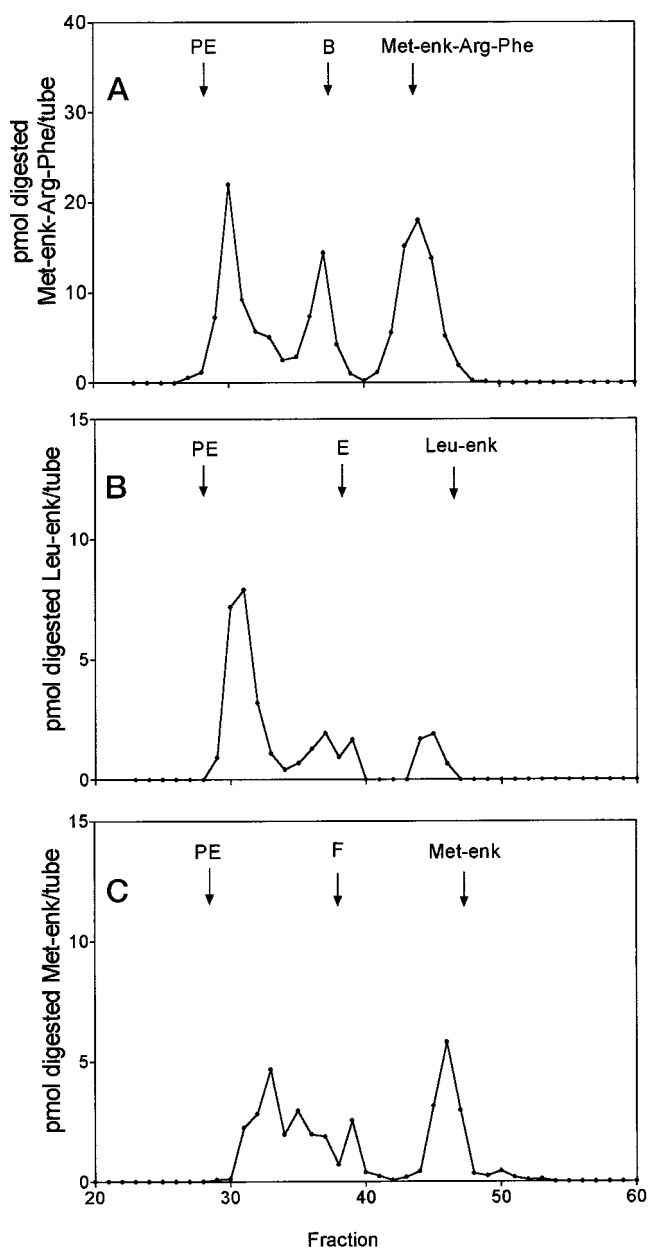 40
PE B Met-enk-Arg-Phe
A
30
20
10
0
pmol digested
Met-enk-Arg-Phe/tube
15
PE E Leu-enk
B
10
5
0
pmol digested Leu-enk/tube
15
PE F Met-enk
C
10
5
0
pmol digested Met-enk/tube
20 30 40 50 60
Fraction